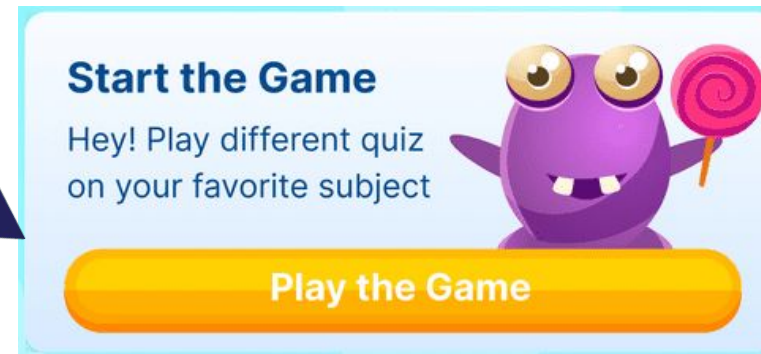 Start the Game
Hey! Play different quiz
on your favorite subject
Play the Game